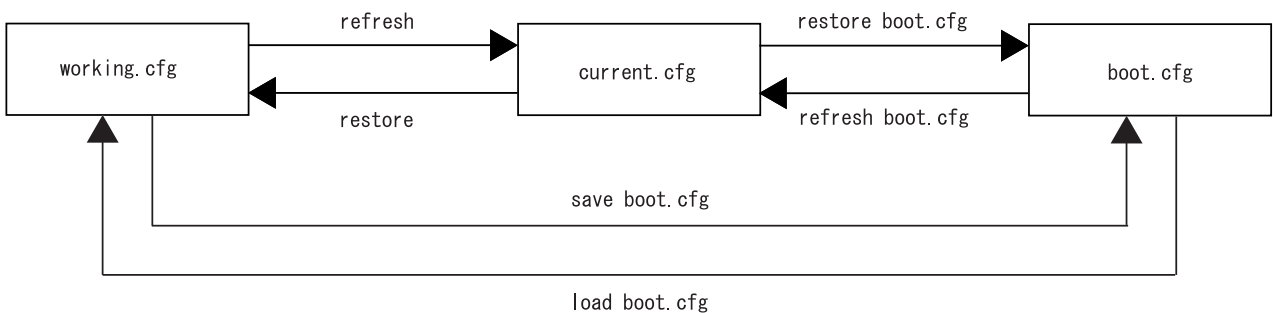 refresh
restore boot.cfg
working.cfg
current.cfg
boot.cfg
restore
refresh boot.cfg
save boot.cfg
load boot.cfg